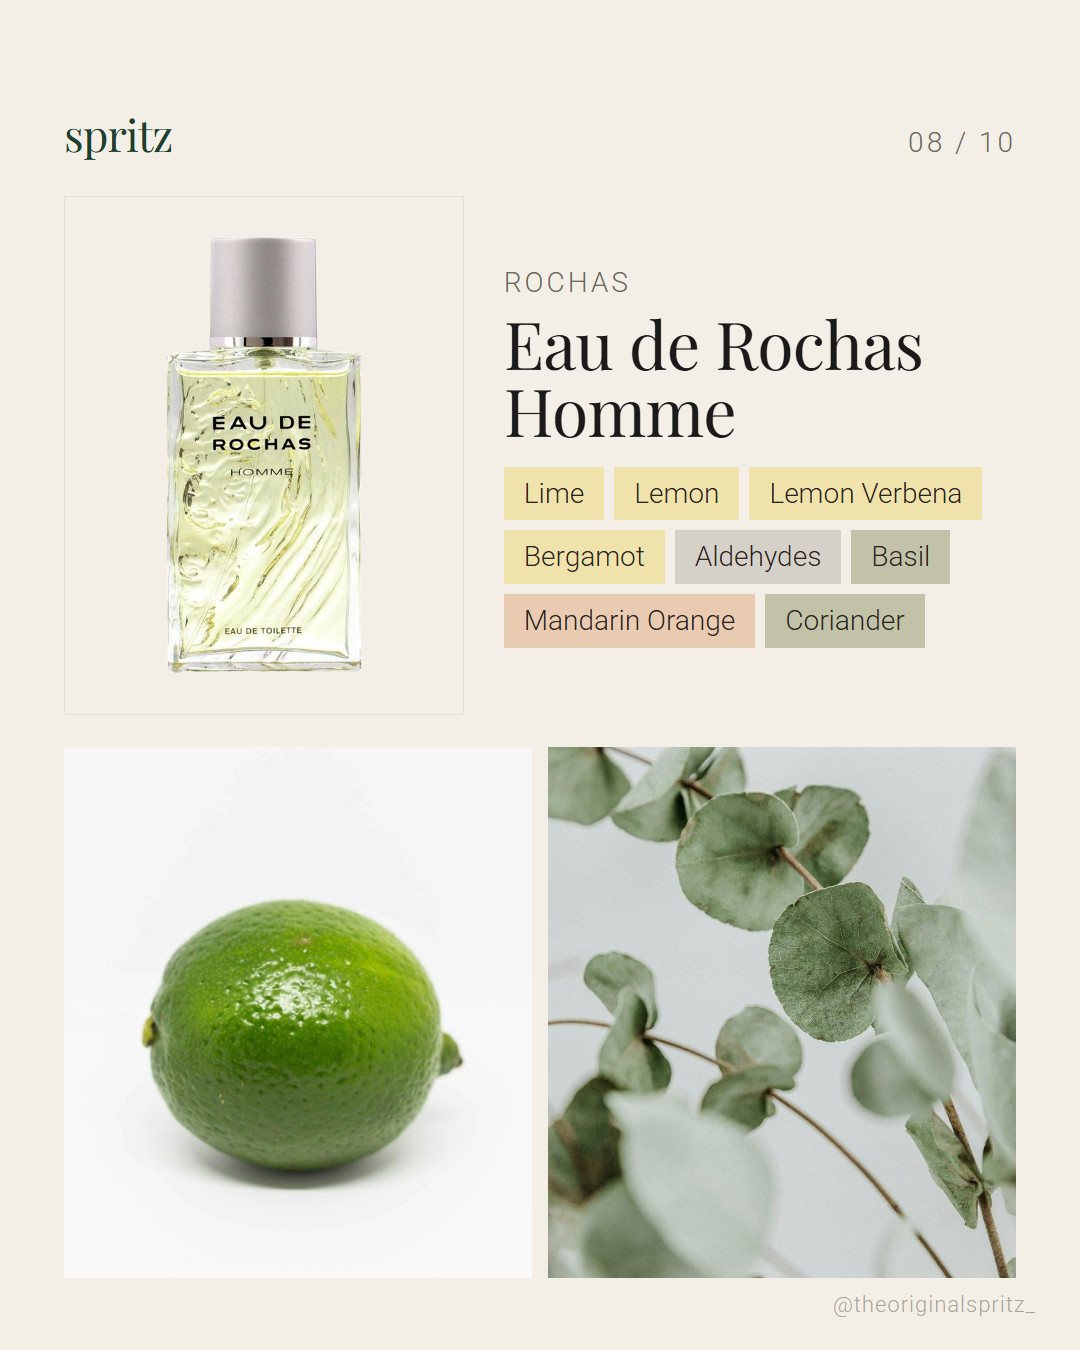 spritz
08 / 10
EAU DE
ROCHAS
HOMME
EAU DE TOILETTE
ROCHAS
Eau de Rochas
Homme
Lime Lemon Lemon Verbena
Bergamot Aldehydes Basil
Mandarin Orange Coriander
@theoriginalspritz_